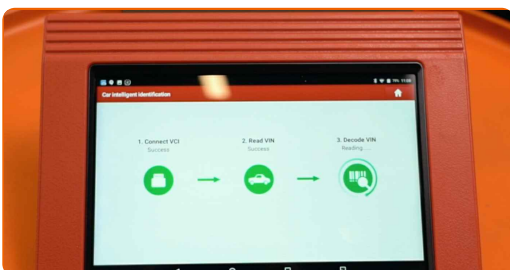 Car Intelligent Identification
1. Connect VCI
Success
2. Read VIN
Success
3. Decode VIN
Reading....